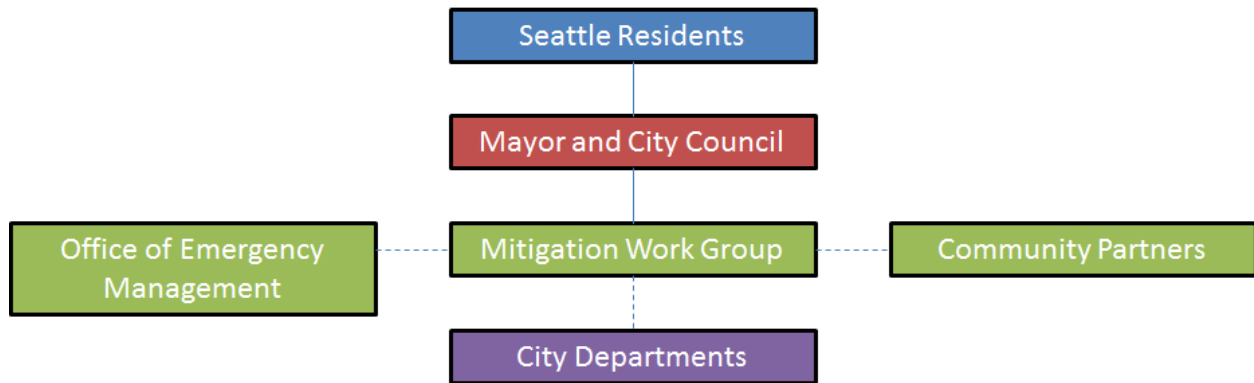 Seattle Residents
Mayor and City Council
Office of Emergency
Management
Mitigation Work Group
Community Partners
City Departments